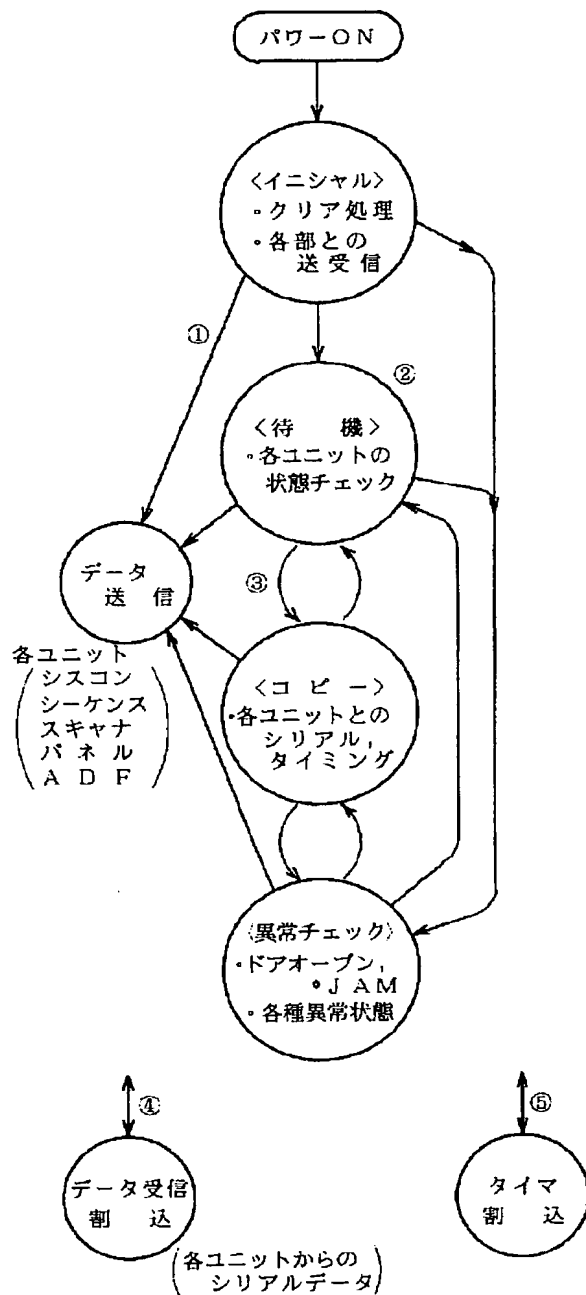 パワーON
〈イニシャル〉
・クリア処理
・各部との
送受信
①
②
〈待 機〉
・各ユニットの
状態チェック
データ
送 信
③
各ユニット
シスコン
シーケンス
スキャナ
パネル
ADF
〈コピー〉
・各ユニットとの
シリアル,
タイミング
〈異常チェック〉
・ドアオープン,
・JAM
・各種異常状態
④
⑤
データ受信
割 込
タイマ
割 込
(各ユニットからの
シリアルデータ)